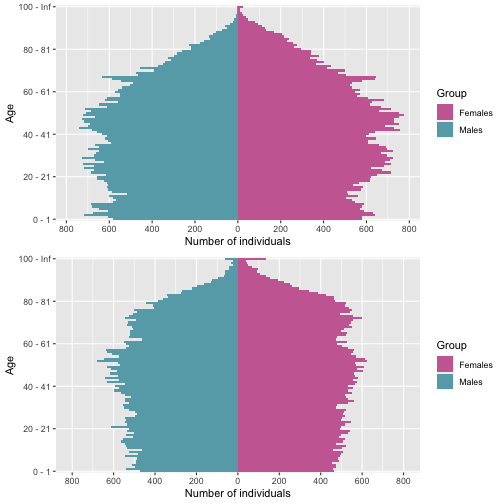 100 - Inf
80 - 81
60 - 61
40 - 41
20 - 21
0 - 1
Age
800 600 400 200 0 200 400 600 800
Number of individuals
Group
Females
Males
100 - Inf
80 - 81
60 - 61
40 - 41
20 - 21
0 - 1
Age
800 600 400 200 0 200 400 600 800
Number of individuals
Group
Females
Males